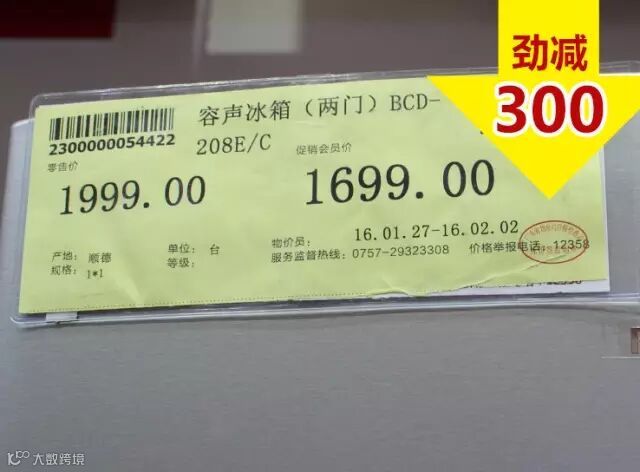 劲减
300
容声冰箱（两门）BCD-
208E/C
2300000054422
零售价
1999.00
促销会员价
1699.00
16.01.27-16.02.02
产地： 顺德
单位： 台
物价员：
规格： 1*1
等级：
服务监督热线： 0757-29323308
价格举报电话：12358
大数跨境